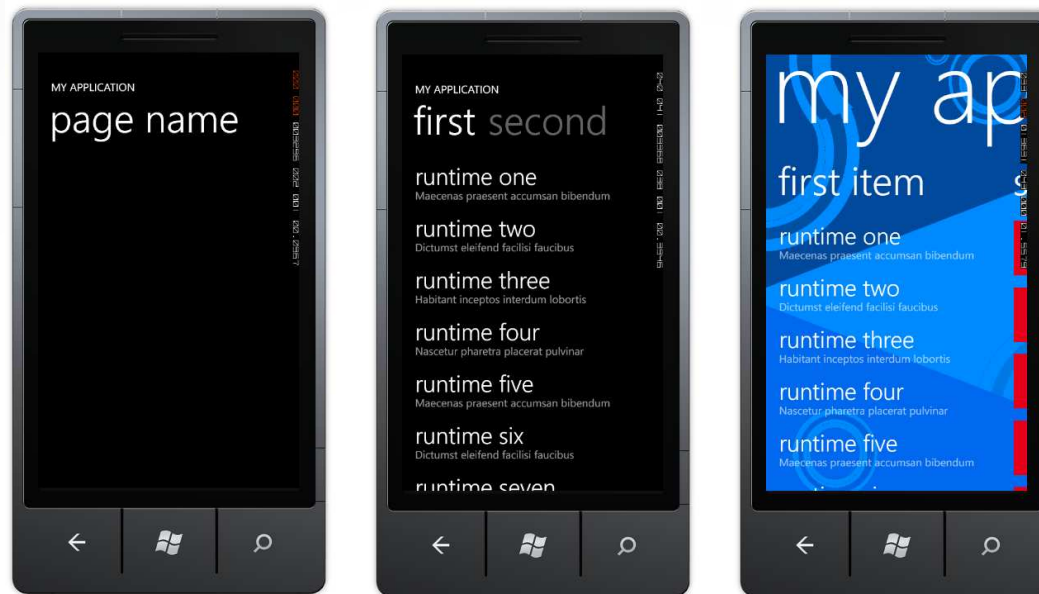 MY APPLICATION
page name
MY APPLICATION
first second
runtime one
Maecenas praesent accumsan bibendum
runtime two
Dictumst eleifend facilisi faucibus
runtime three
Habitant inceptos interdum lobortis
runtime four
Nascetur pharetra placerat pulvinar
runtime five
Maecenas praesent accumsan bibendum
runtime six
Dictumst eleifend facilisi faucibus
runtime seven
my ap
first item s
runtime one
Maecenas praesent accumsan bibendum
runtime two
Dictumst eleifend facilisi faucibus
runtime three
Habitant inceptos interdum lobortis
runtime four
Nascetur pharetra placerat pulvinar
runtime five
Maecenas praesent accumsan bibendum